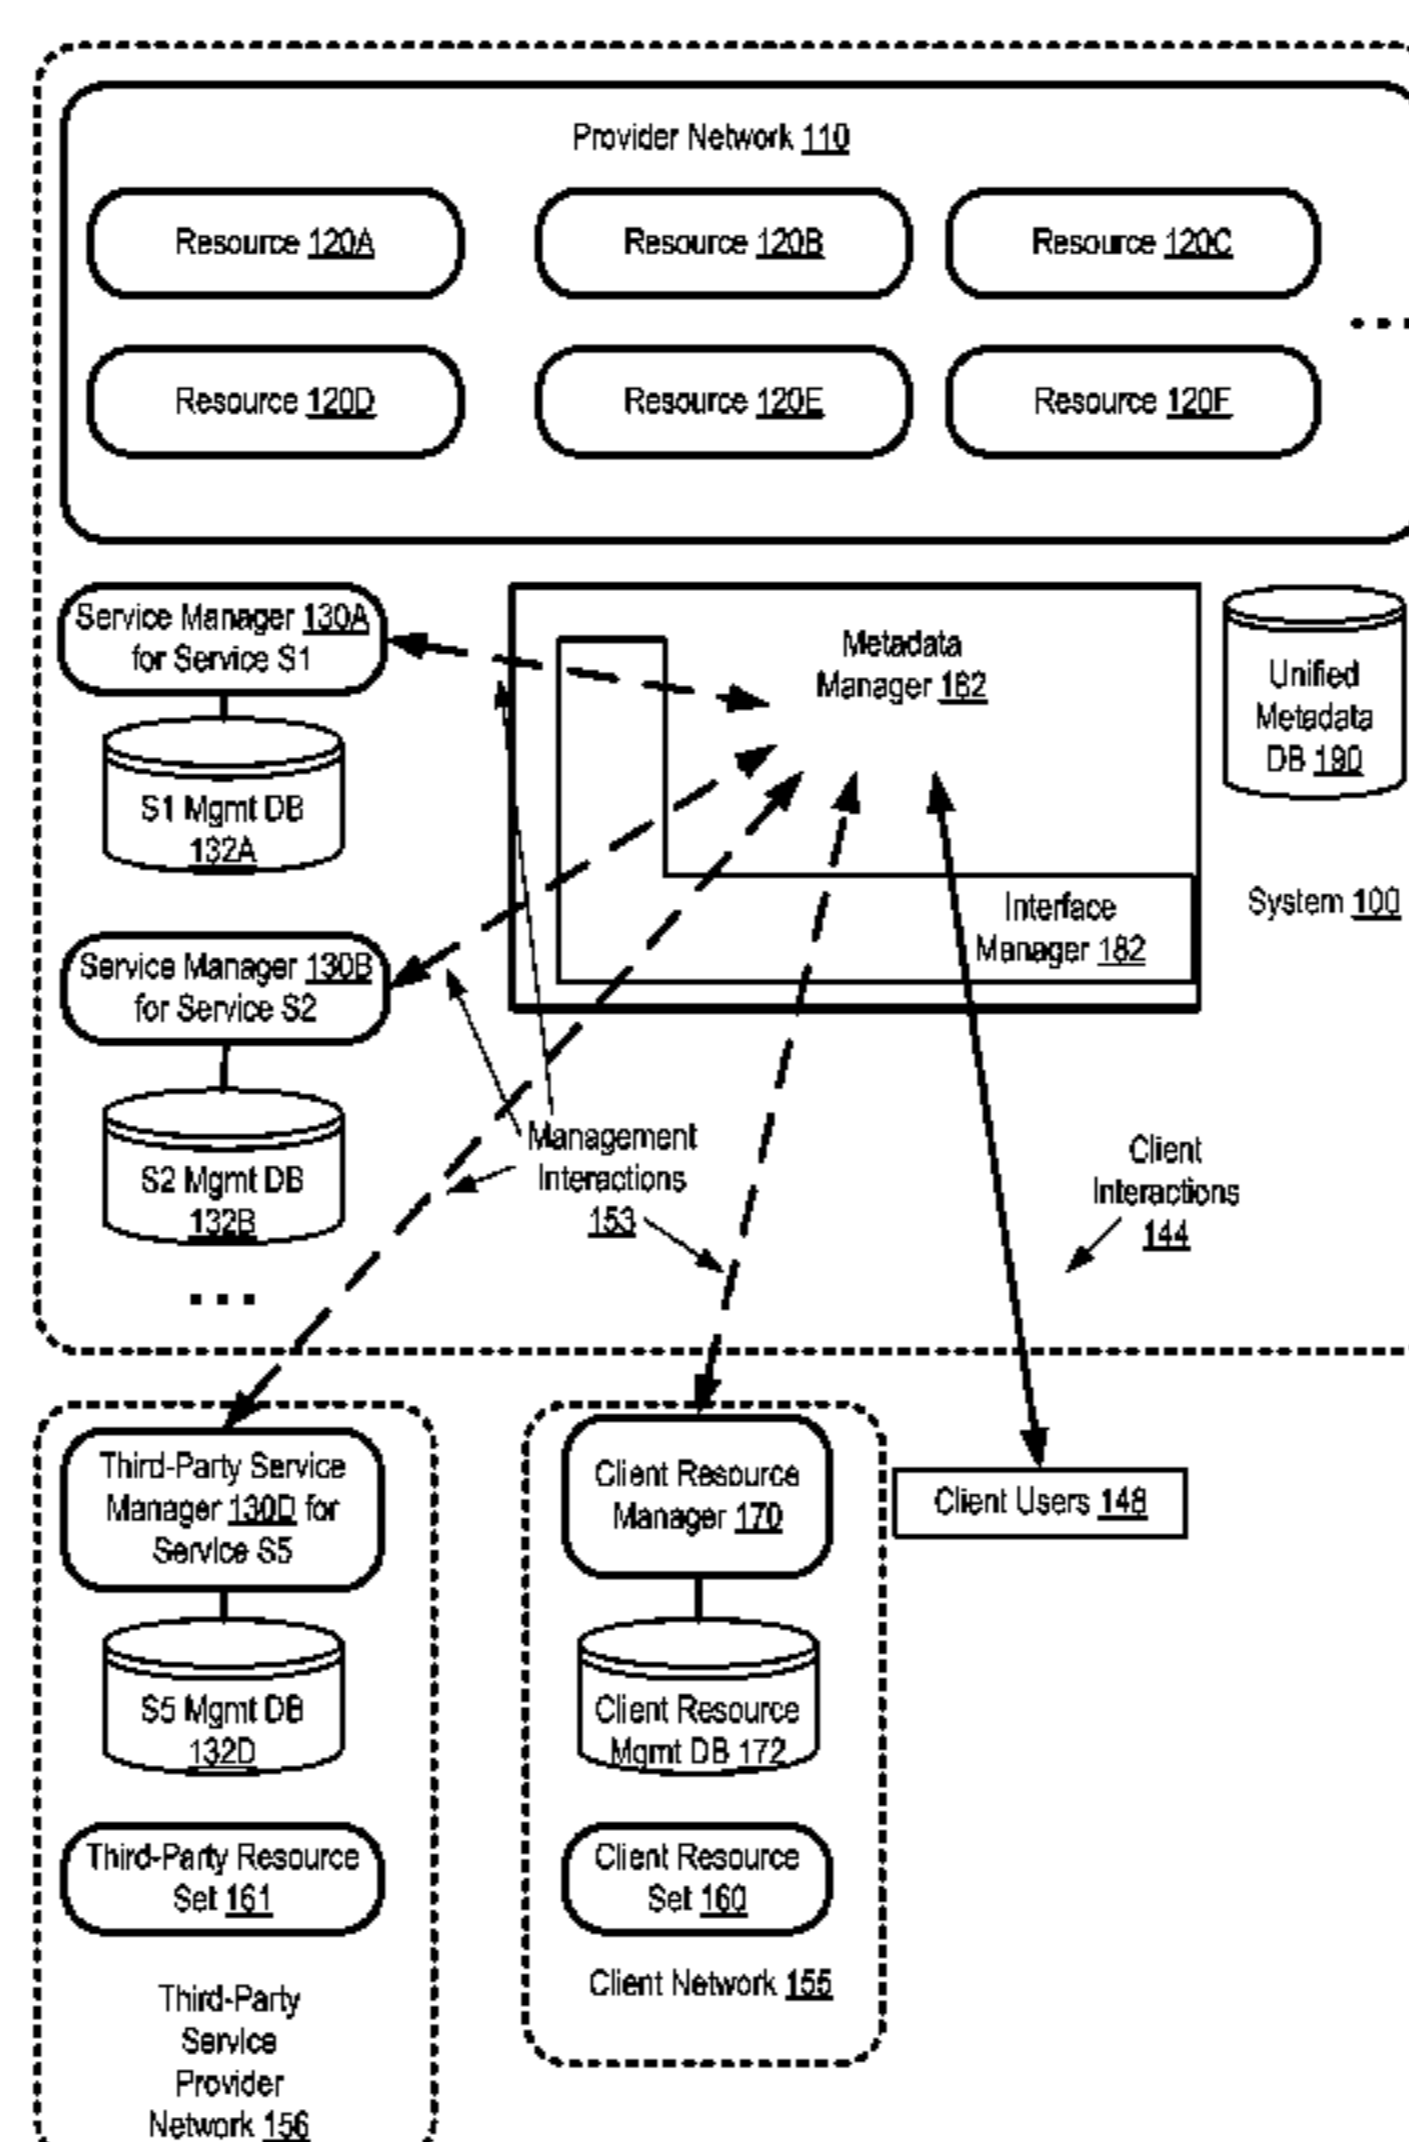 Provider Network 110
Resource 120A
Resource 120B
Resource 120C
Resource 120D
Resource 120E
Resource 120F
Service Manager 130A
for Service S1
S1 Mgmt DB
132A
Metadata
Manager 182
Interface
Manager 182
Unified
Metadata
DB 190
System 100
Service Manager 130B
for Service S2
S2 Mgmt DB
132B
...
Management
Interactions
153
Client
Interactions
144
Third-Party Service
Manager 130D for
Service S5
S5 Mgmt DB
132D
Third-Party Resource
Set 161
Third-Party
Service
Provider
Network 156
Client Resource
Manager 170
Client Resource
Mgmt DB 172
Client Resource
Set 160
Client Network 155
Client Users 148